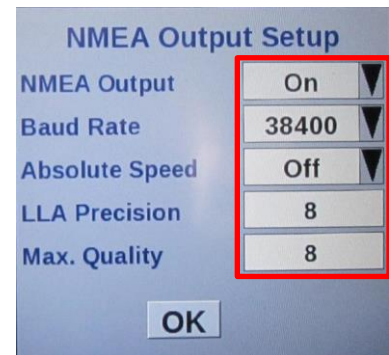 NMEA Output Setup
NMEA Output On
Baud Rate 38400
Absolute Speed Off
LLA Precision 8
Max. Quality 8
OK